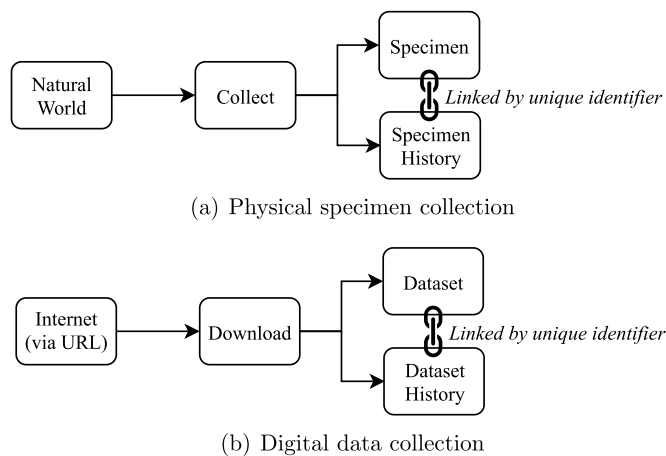 Natural
World
Collect
Specimen
Linked by unique identifier
Specimen
History
(a) Physical specimen collection
Internet
(via URL)
Download
Dataset
Linked by unique identifier
Dataset
History
(b) Digital data collection